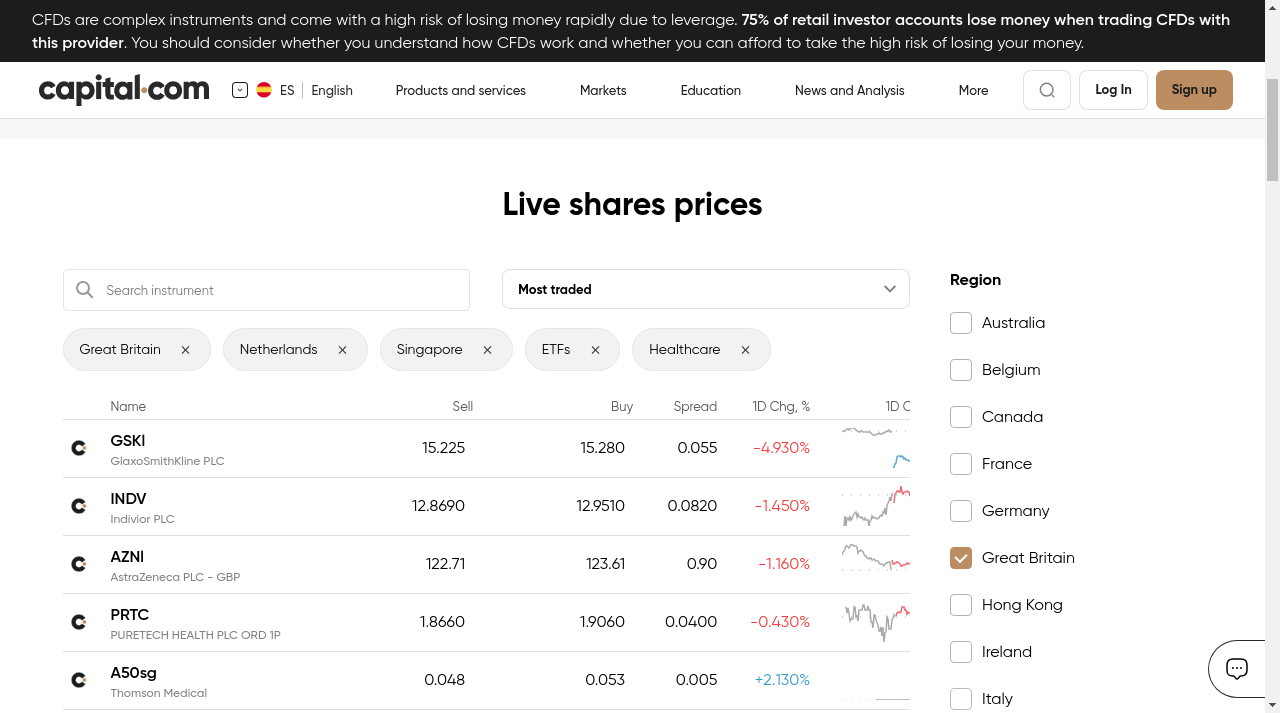 CFDs are complex instruments and come with a high risk of losing money rapidly due to leverage. 75% of retail investor accounts lose money when trading CFDs with
this provider. You should consider whether you understand how CFDs work and whether you can afford to take the high risk of losing your money.
capital.com
ES
English
Products and services
Markets
Education
News and Analysis
More
Log In
Sign up
Live shares prices
Search instrument
Most traded
Great Britain
Netherlands
Singapore
ETFs
Healthcare
Name Sell Buy Spread 1D Chg, % 1D C
GSKl 15.225 15.280 0.055 -4.930%
GlaxoSmithKline PLC
INDV 12.8690 12.9510 0.0820 -1.450%
Indivior PLC
AZNl 122.71 123.61 0.90 -1.160%
AstraZeneca PLC - GBP
PRTC 1.8660 1.9060 0.0400 -0.430%
PURETECH HEALTH PLC ORD 1P
A50sg 0.048 0.053 0.005 +2.130%
Thomson Medical
Region
Australia
Belgium
Canada
France
Germany
Great Britain
Hong Kong
Ireland
Italy